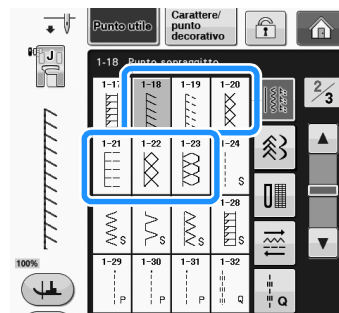 Punto utile
Carattere/
punto
decorativo
J
1-18 Punto sopraggitto
2/3
1-17 1-18 1-19 1-20
1-21 1-22 1-23 1-24
S
1-28
S S S S
100%
1-29 1-30 1-31 1-32
P P P Q
Q